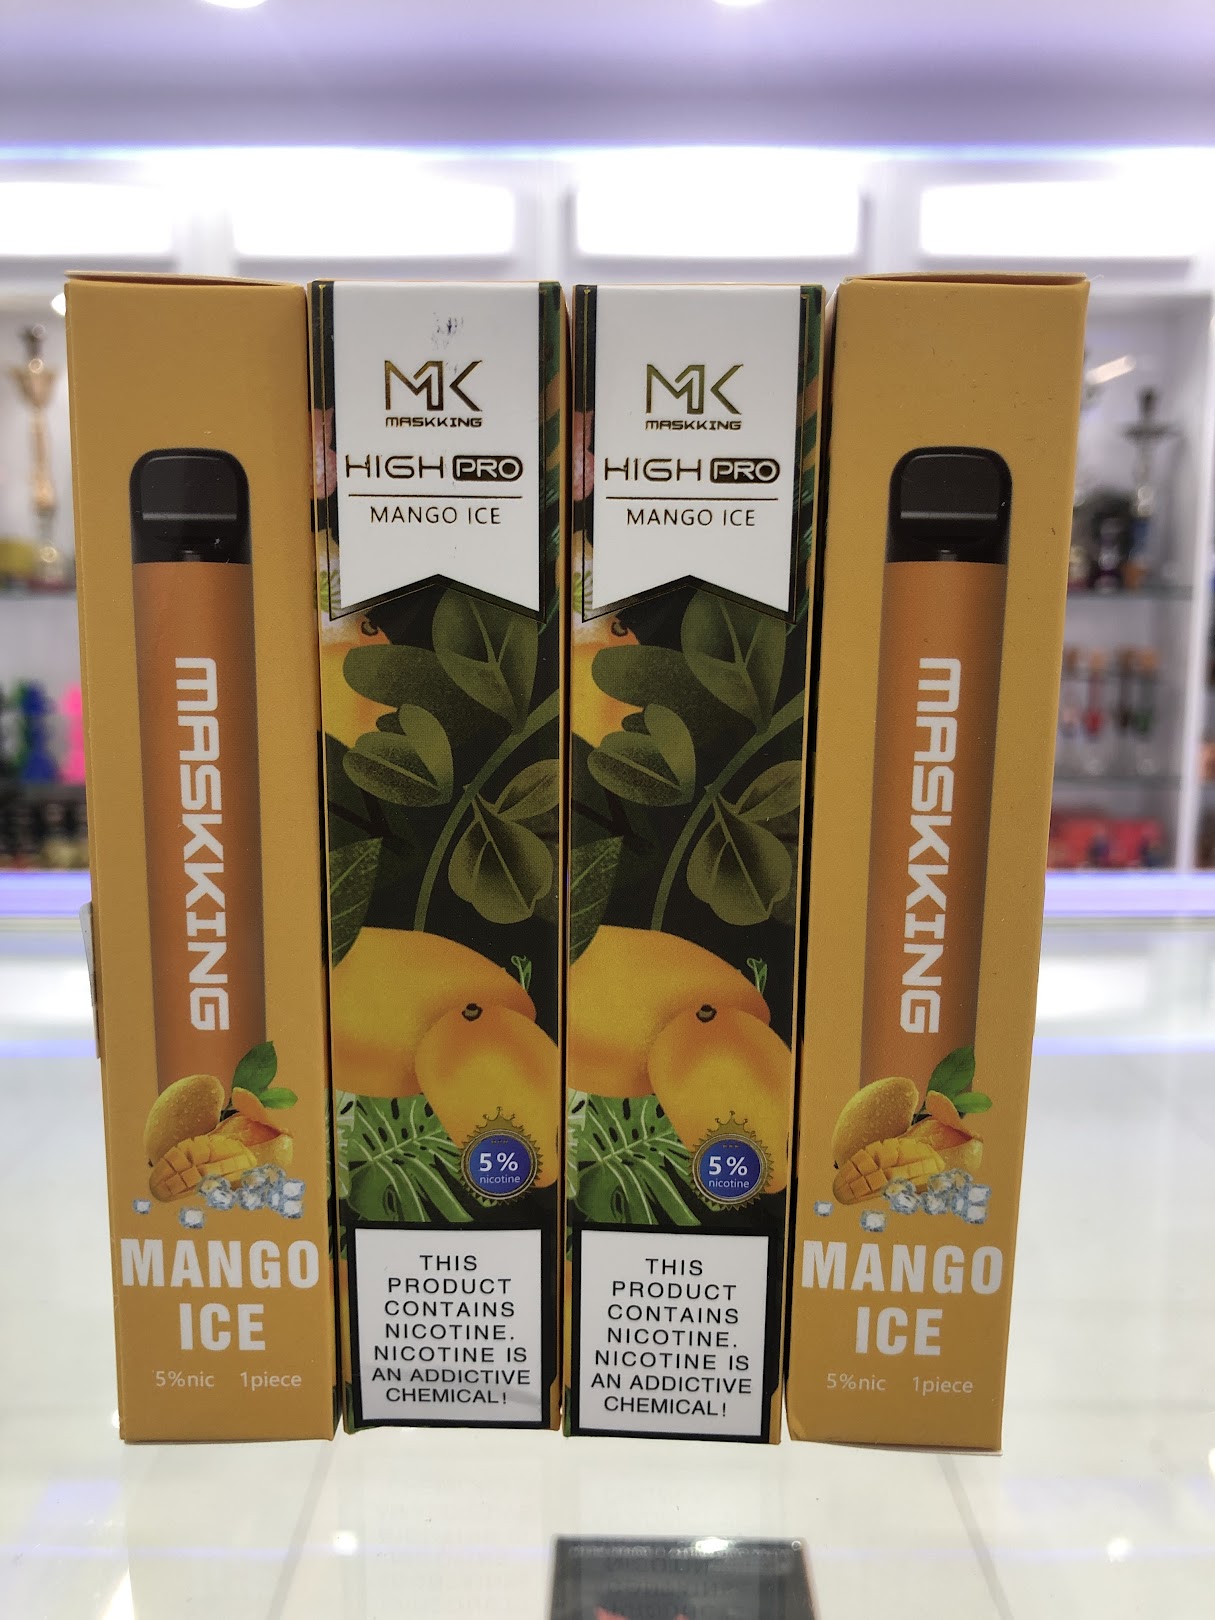 MASKKING
MANGO
ICE
5%nic 1piece
MK
MASKKING
HIGH PRO
MANGO ICE
5%
nicotine
THIS
PRODUCT
CONTAINS
NICOTINE.
NICOTINE IS
AN ADDICTIVE
CHEMICAL!
MK
MASKKING
HIGH PRO
MANGO ICE
5%
nicotine
THIS
PRODUCT
CONTAINS
NICOTINE.
NICOTINE IS
AN ADDICTIVE
CHEMICAL!
MASKKING
MANGO
ICE
5%nic 1piece